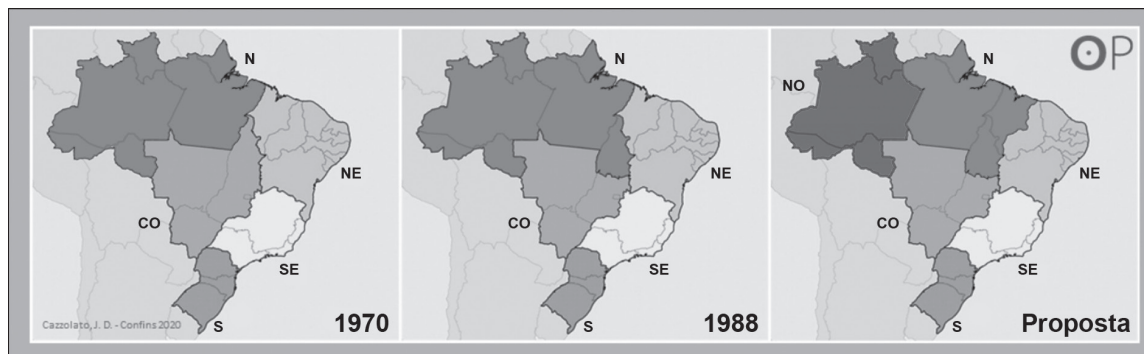 N
NE
CO
SE
S
Cazzolato, J. D. - Confins 2020
1970
N
NE
CO
SE
S
1988
OP
NO
N
NE
CO
SE
S
Proposta